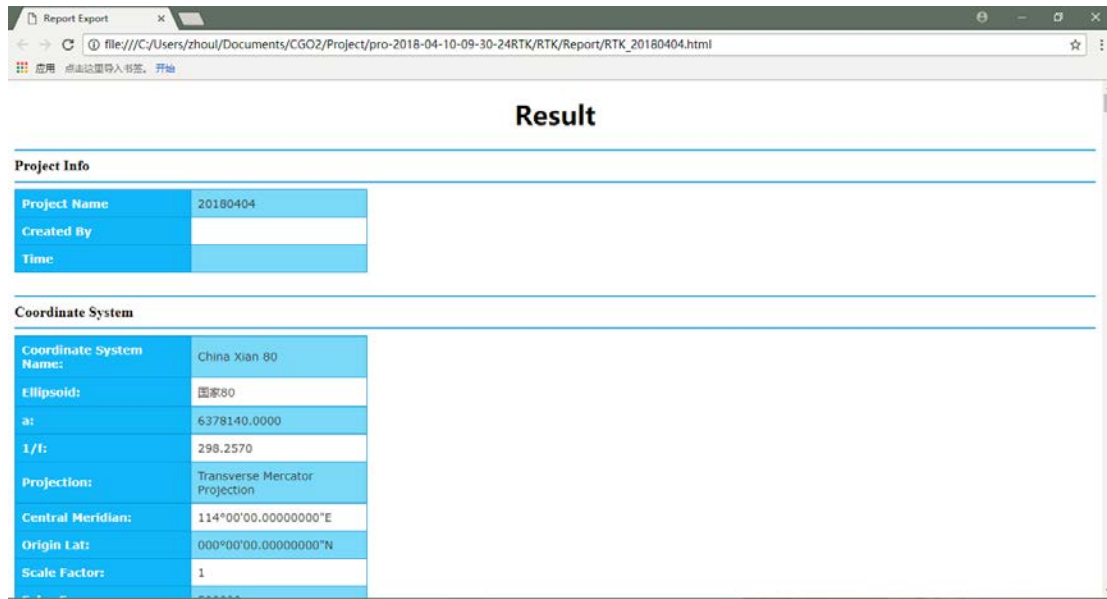 Report Export
file:///C:/Users/zhoul/Documents/CGO2/Project/pro-2018-04-10-09-30-24RTK/RTK/Report/RTK_20180404.html
应用 点击这里导入书签。 开始
Result
Project Info
Project Name 20180404
Created By
Time
Coordinate System
Coordinate System
Name:
China Xian 80
Ellipsoid: 国家80
a: 6378140.0000
1/f: 298.2570
Projection:
Transverse Mercator
Projection
Central Meridian: 114°00'00.00000000"E
Origin Lat: 000°00'00.00000000"N
Scale Factor: 1